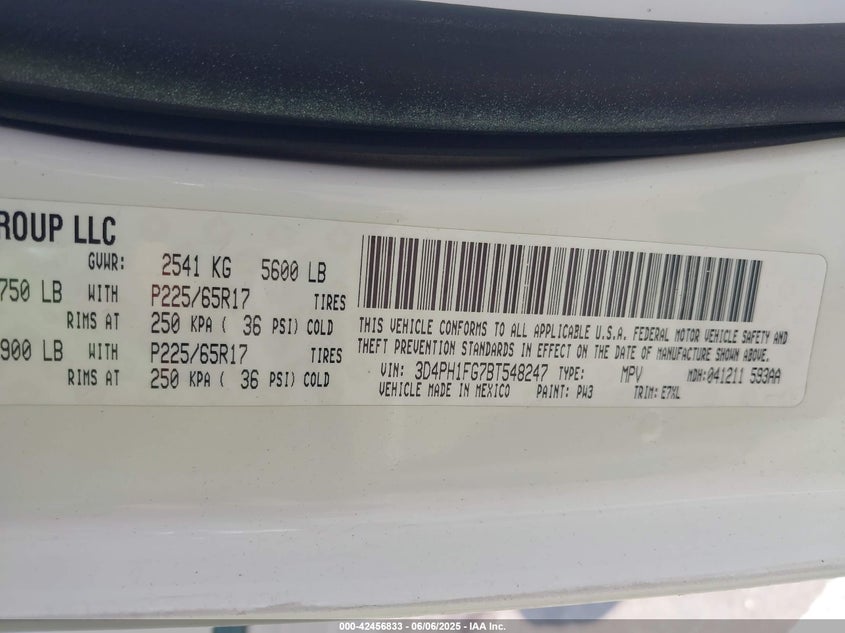 ROUP LLC
GVWR: 2541 KG 5600 LB
750 LB WITH P225/65R17 TIRES
RIMS AT 250 KPA ( 36 PSI) COLD
900 LB WITH P225/65R17 TIRES
RIMS AT 250 KPA ( 36 PSI) COLD
THIS VEHICLE CONFORMS TO ALL APPLICABLE U.S.A. FEDERAL MOTOR VEHICLE SAFETY AND
THEFT PREVENTION STANDARDS IN EFFECT ON THE DATE OF MANUFACTURE SHOWN ABOVE.
VIN: 3D4PH1FG7BT548247 TYPE: MPV MDH:041211 593AA
VEHICLE MADE IN MEXICO PAINT: PW3 TRIM: E7XL
000-42456833 - 06/06/2025 - IAA Inc.